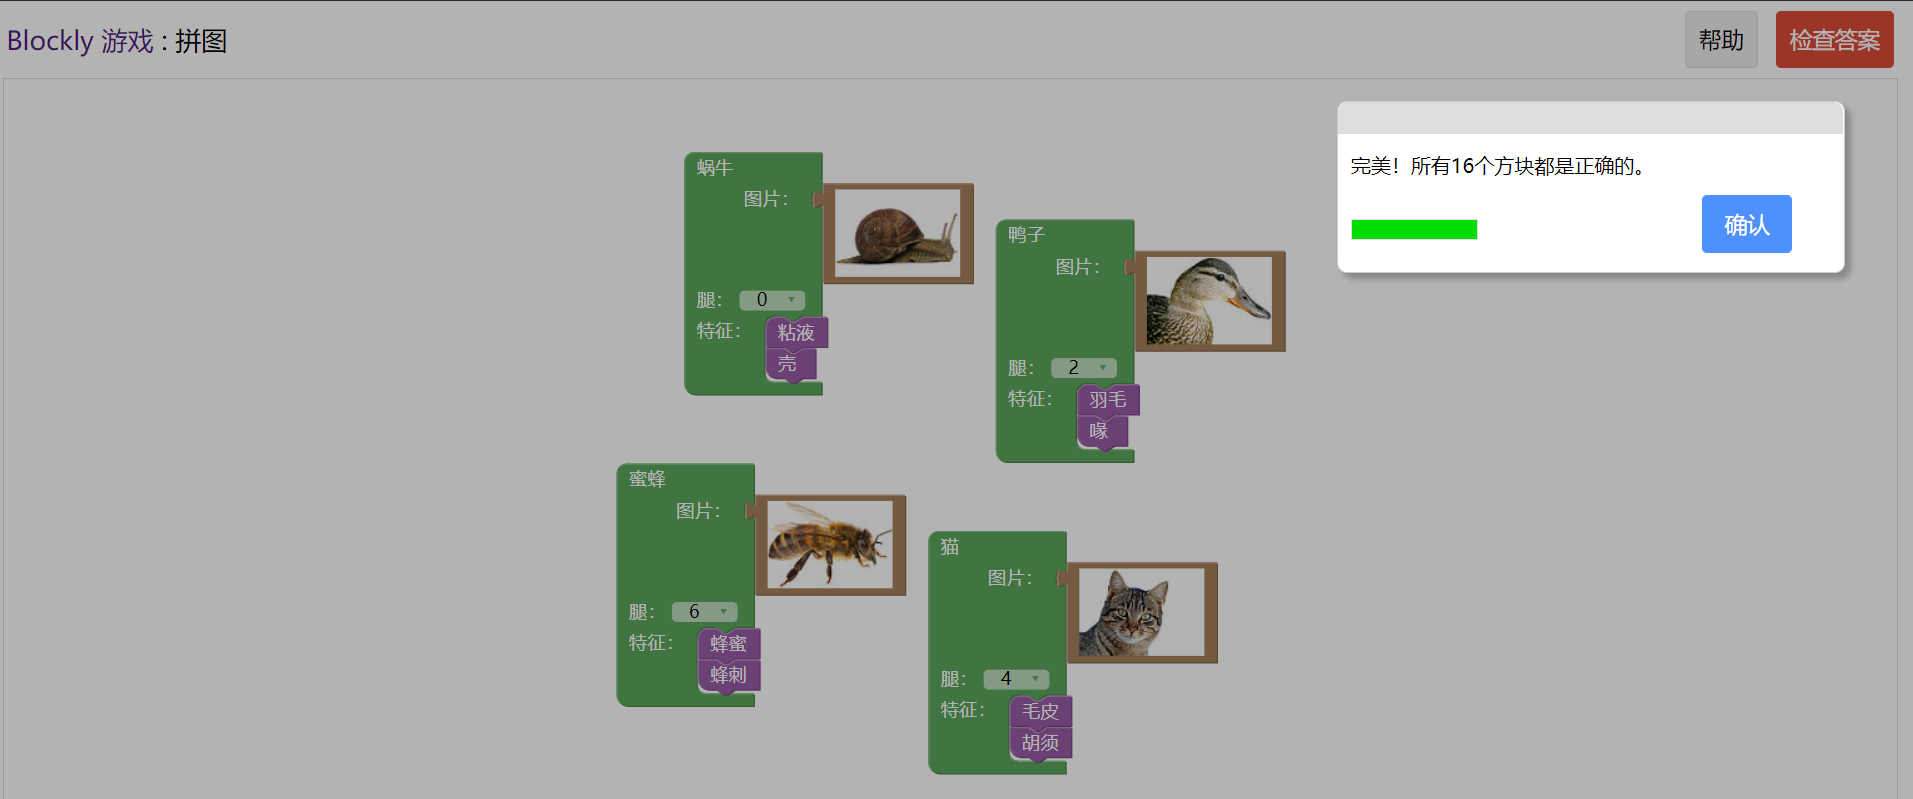 Blockly 游戏 : 拼图
帮助
检查答案
完美！所有16个方块都是正确的。
确认
蜗牛
图片：
腿： 0
特征：
粘液
壳
鸭子
图片：
腿： 2
特征：
羽毛
喙
蜜蜂
图片：
腿： 6
特征：
蜂蜜
蜂刺
猫
图片：
腿： 4
特征：
毛皮
胡须